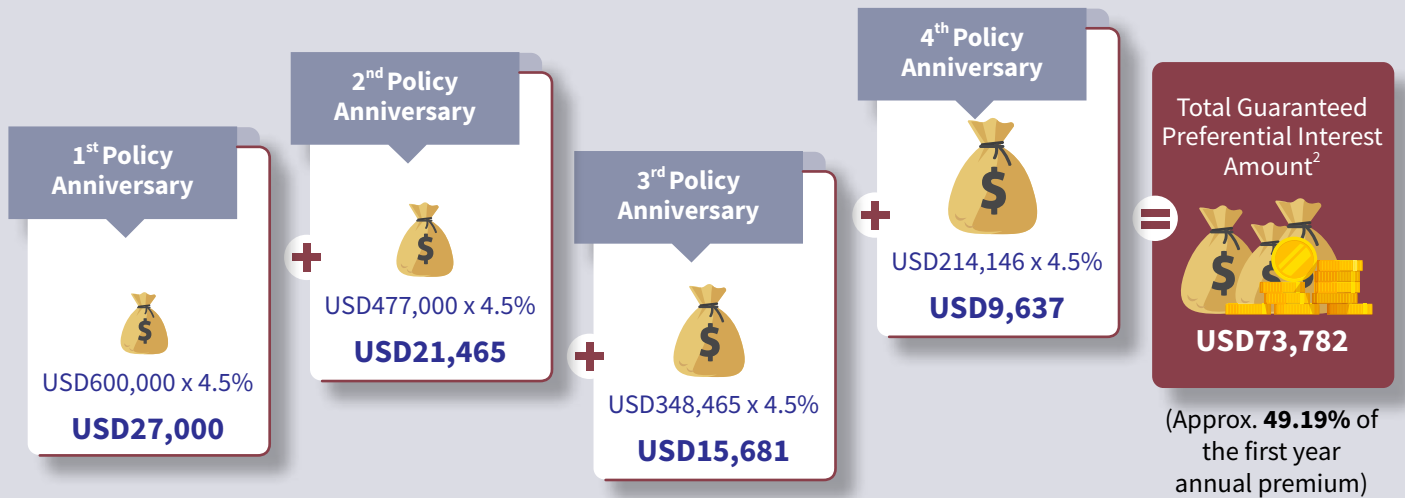 1st Policy
Anniversary
USD600,000 x 4.5%
USD27,000
+
2nd Policy
Anniversary
$
USD477,000 x 4.5%
USD21,465
+
3rd Policy
Anniversary
$
USD348,465 x 4.5%
USD15,681
+
4th Policy
Anniversary
$
USD214,146 x 4.5%
USD9,637
=
Total Guaranteed
Preferential Interest
Amount2
$ $ $
USD73,782
(Approx. 49.19% of
the first year
annual premium)